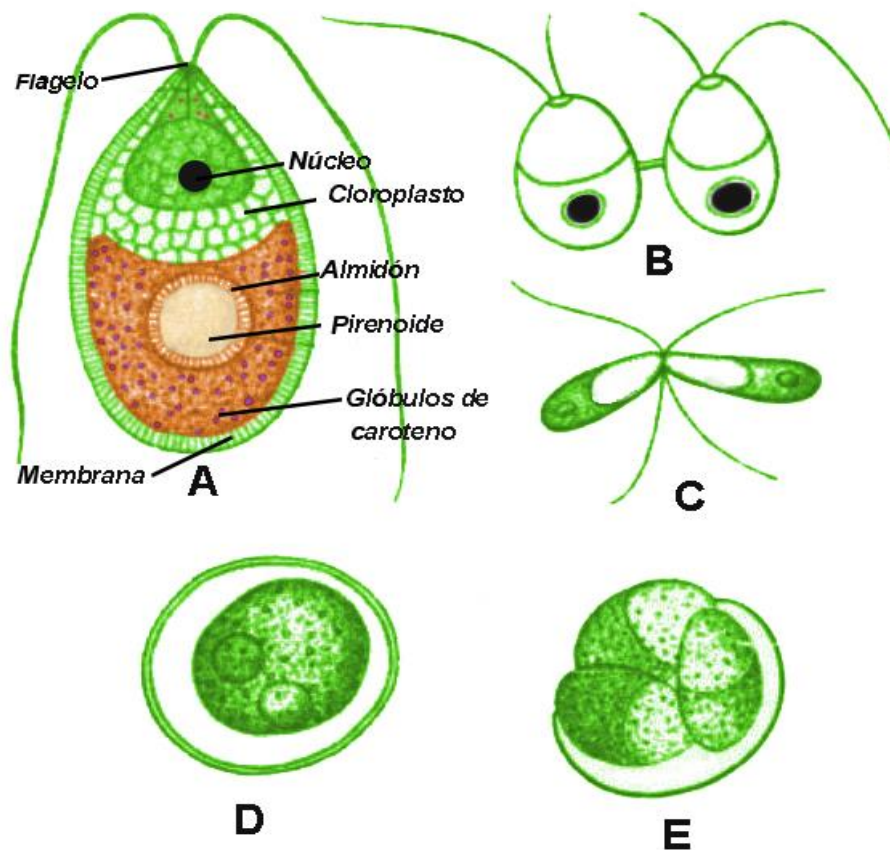 Flagelo
Núcleo
Cloroplasto
Almidón
Pirenoide
Glóbulos de
caroteno
Membrana
A
B
C
D
E